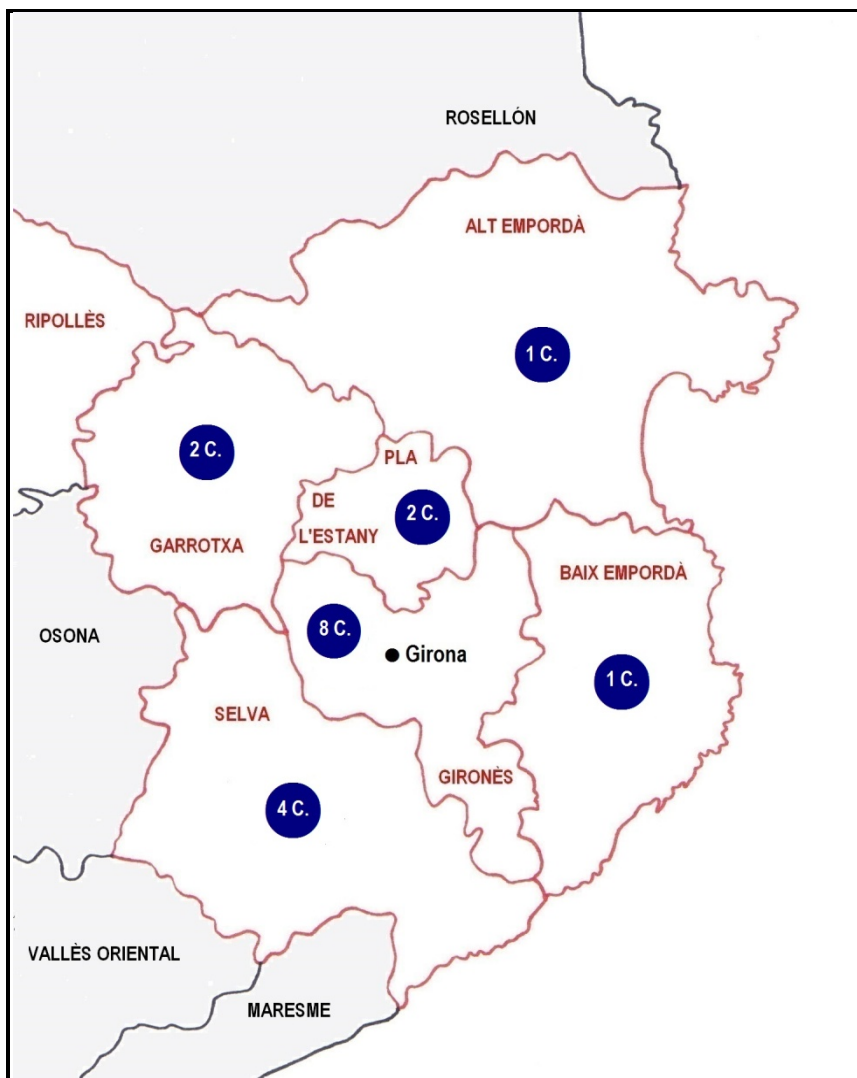 ROSELLÓN
ALT EMPORDÀ
RIPOLLÈS
1 C.
2 C.
PLA
DE
2 C.
L'ESTANY
GARROTXA
BAIX EMPORDÀ
OSONA
8 C.
Girona
1 C.
SELVA
GIRONÈS
4 C.
VALLÈS ORIENTAL
MARESME